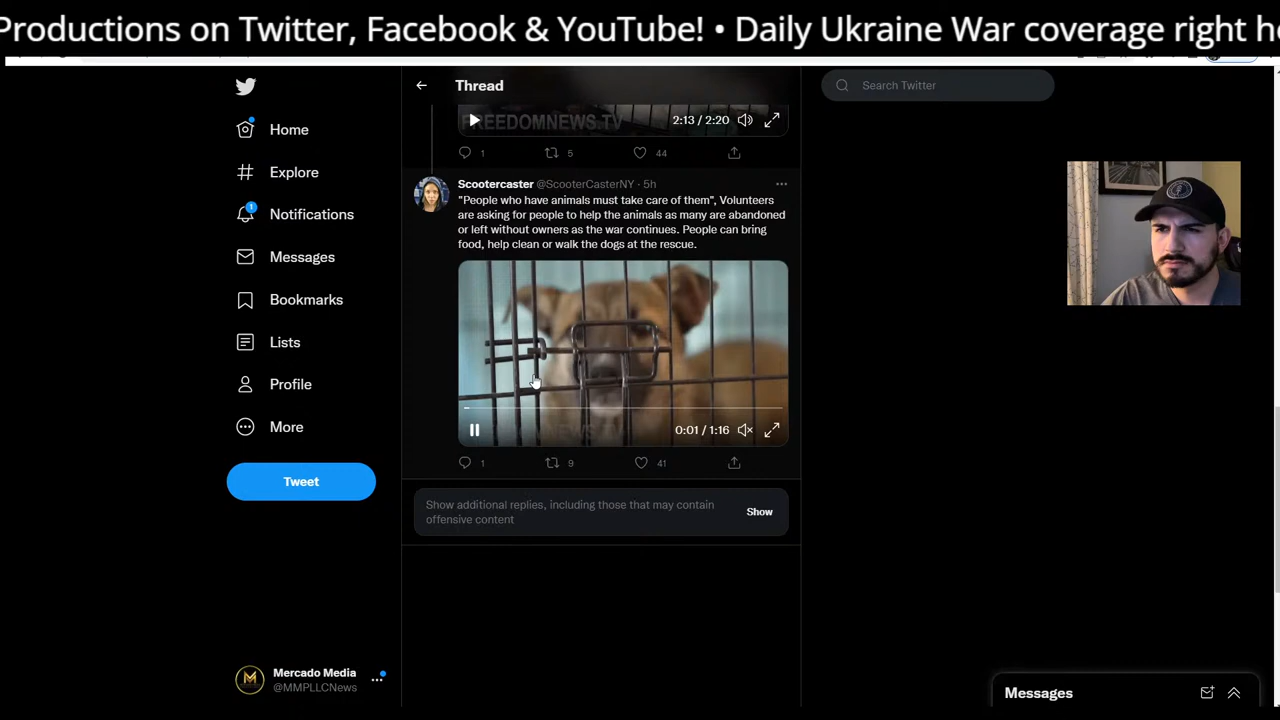 Productions on Twitter, Facebook & YouTube! • Daily Ukraine War coverage right
Thread
Search Twitter
Home
FREEDOMNEWS.TV
2:13 / 2:20
1 5 44
Explore
Scootercaster @ScooterCasterNY · 5h
"People who have animals must take care of them", Volunteers
are asking for people to help the animals as many are abandoned
or left without owners as the war continues. People can bring
food, help clean or walk the dogs at the rescue.
1
Notifications
Messages
Bookmarks
Lists
Profile
More
0:01 / 1:16
1 9 41
Tweet
Show additional replies, including those that may contain
offensive content
Show
Mercado Media
@MMPLLCNews
Messages